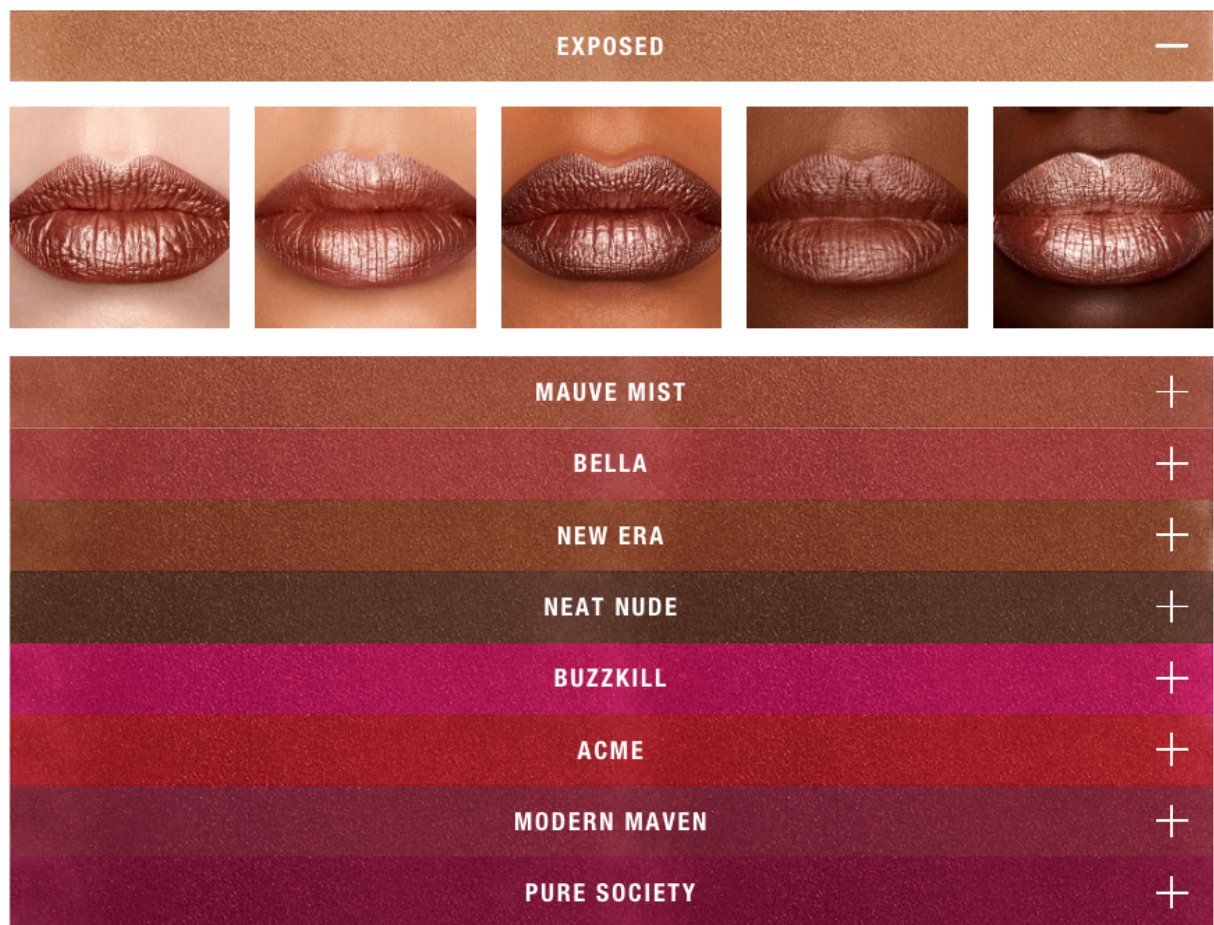 EXPOSED
MAUVE MIST
BELLA
NEW ERA
NEAT NUDE
BUZZKILL
ACME
MODERN MAVEN
PURE SOCIETY